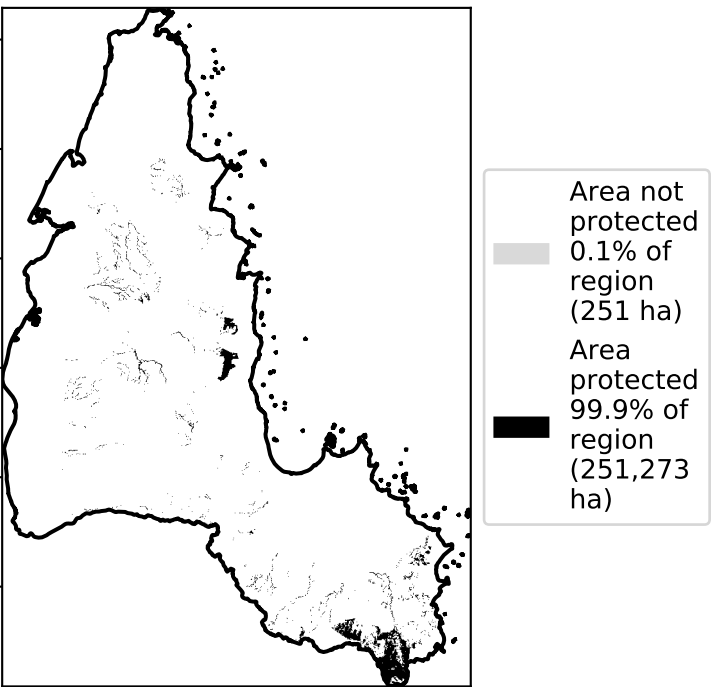 Area not
protected
0.1% of
region
(251 ha)
Area
protected
99.9% of
region
(251,273
ha)